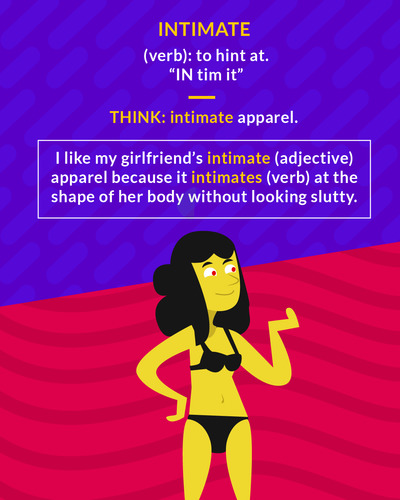 INTIMATE
(verb): to hint at.
“IN tim it”
THINK: intimate apparel.
I like my girlfriend’s intimate (adjective)
apparel because it intimates (verb) at the
shape of her body without looking slutty.